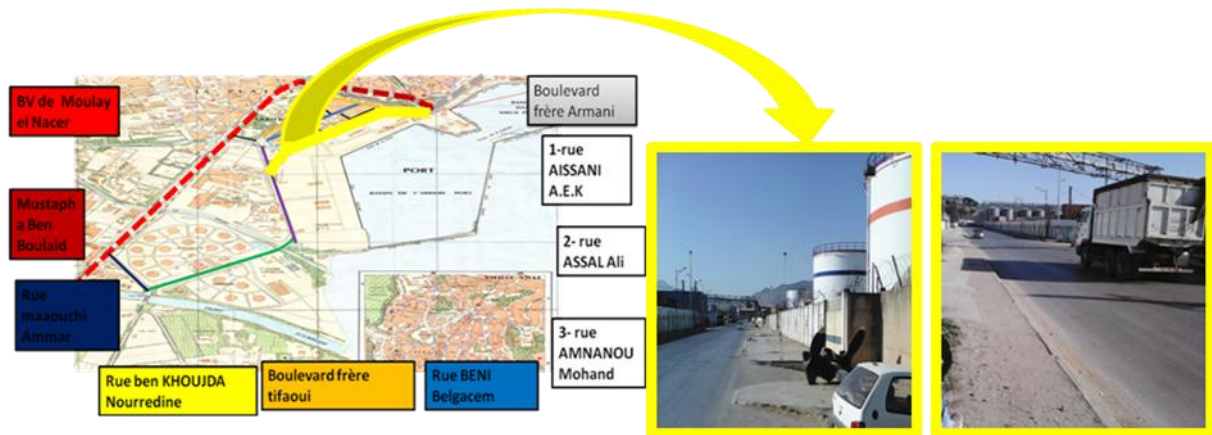 BV de Moulay
el Nacer
Mustaph
a Ben
Boulaid
Rue
maaouchi
Ammar
PORT
Boulevard
frère Armani
1-rue
AISSANI
A.E.K
2- rue
ASSAL Ali
3- rue
AMNANOU
Mohand
Rue ben KHOUJDA
Nourredine
Boulevard frère
tifaoui
Rue BENI
Belgacem